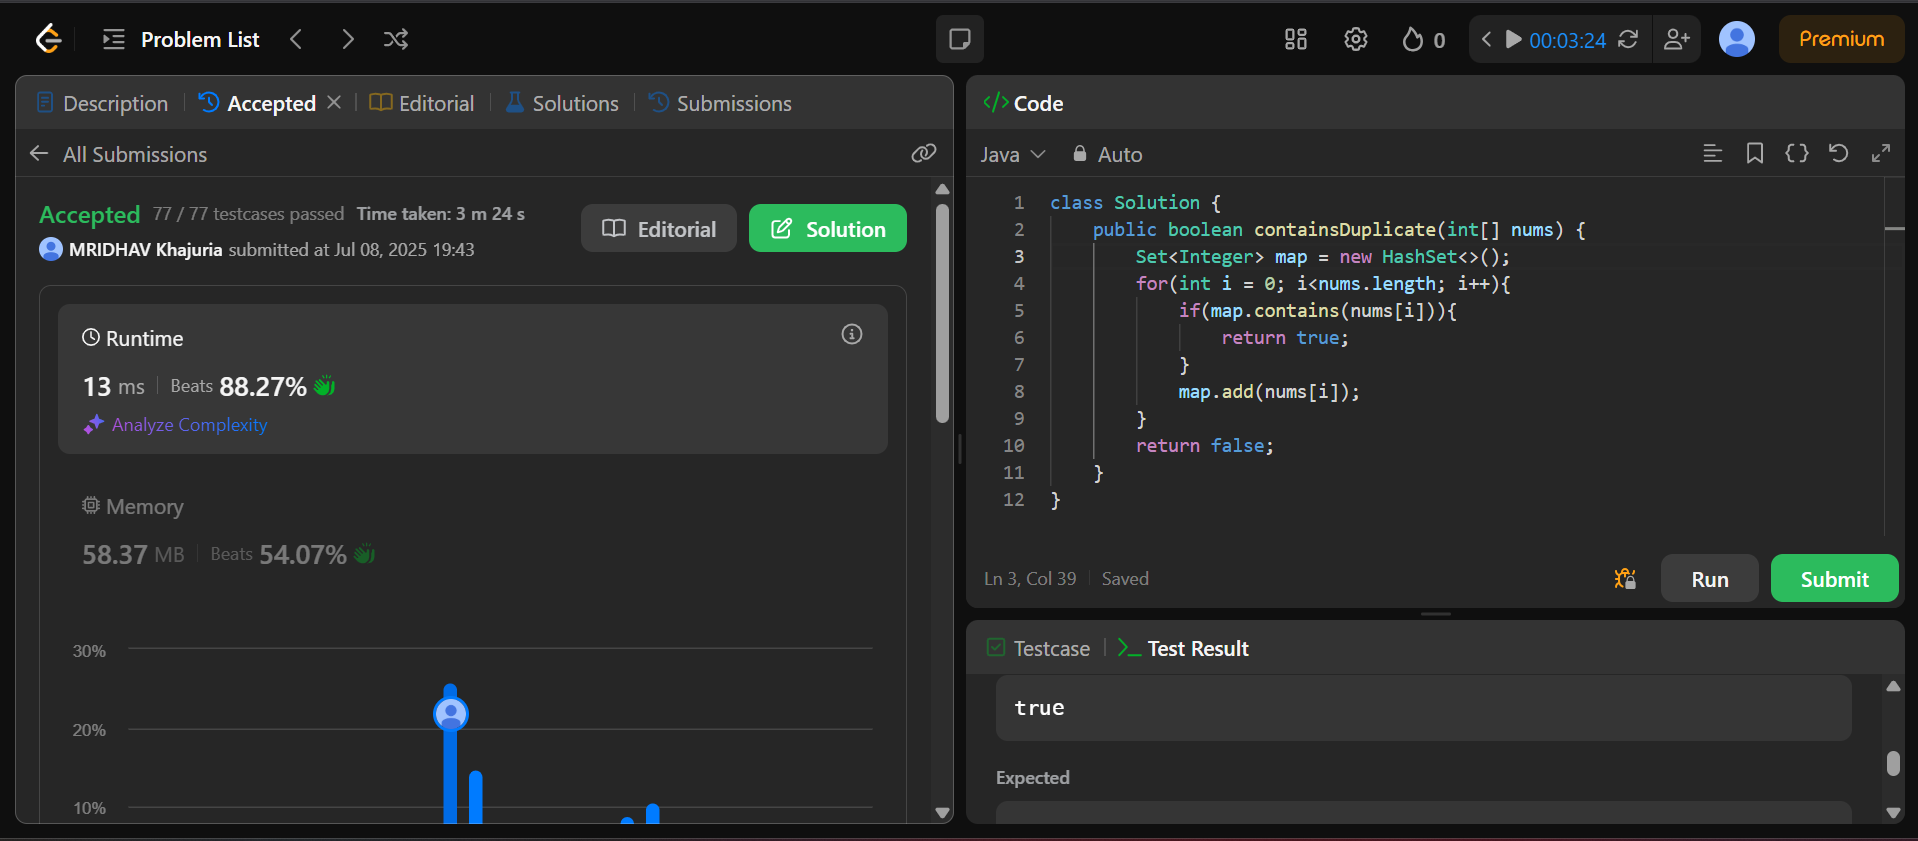 Problem List
0
00:03:24
Premium
Description
Accepted
Editorial
Solutions
Submissions
All Submissions
Accepted 77 / 77 testcases passed Time taken: 3 m 24 s
MRIDHAV Khajuria submitted at Jul 08, 2025 19:43
Editorial
Solution
Runtime
13 ms Beats 88.27%
Analyze Complexity
Memory
58.37 MB Beats 54.07%
30%
20%
10%
</> Code
Java Auto
1 class Solution {
2 public boolean containsDuplicate(int[] nums) {
3 Set<Integer> map = new HashSet<>();
4 for(int i = 0; i<nums.length; i++){
5 if(map.contains(nums[i])){
6 return true;
7 }
8 map.add(nums[i]);
9 }
10 return false;
11 }
12 }
Ln 3, Col 39 Saved
Run
Submit
Testcase
Test Result
true
Expected